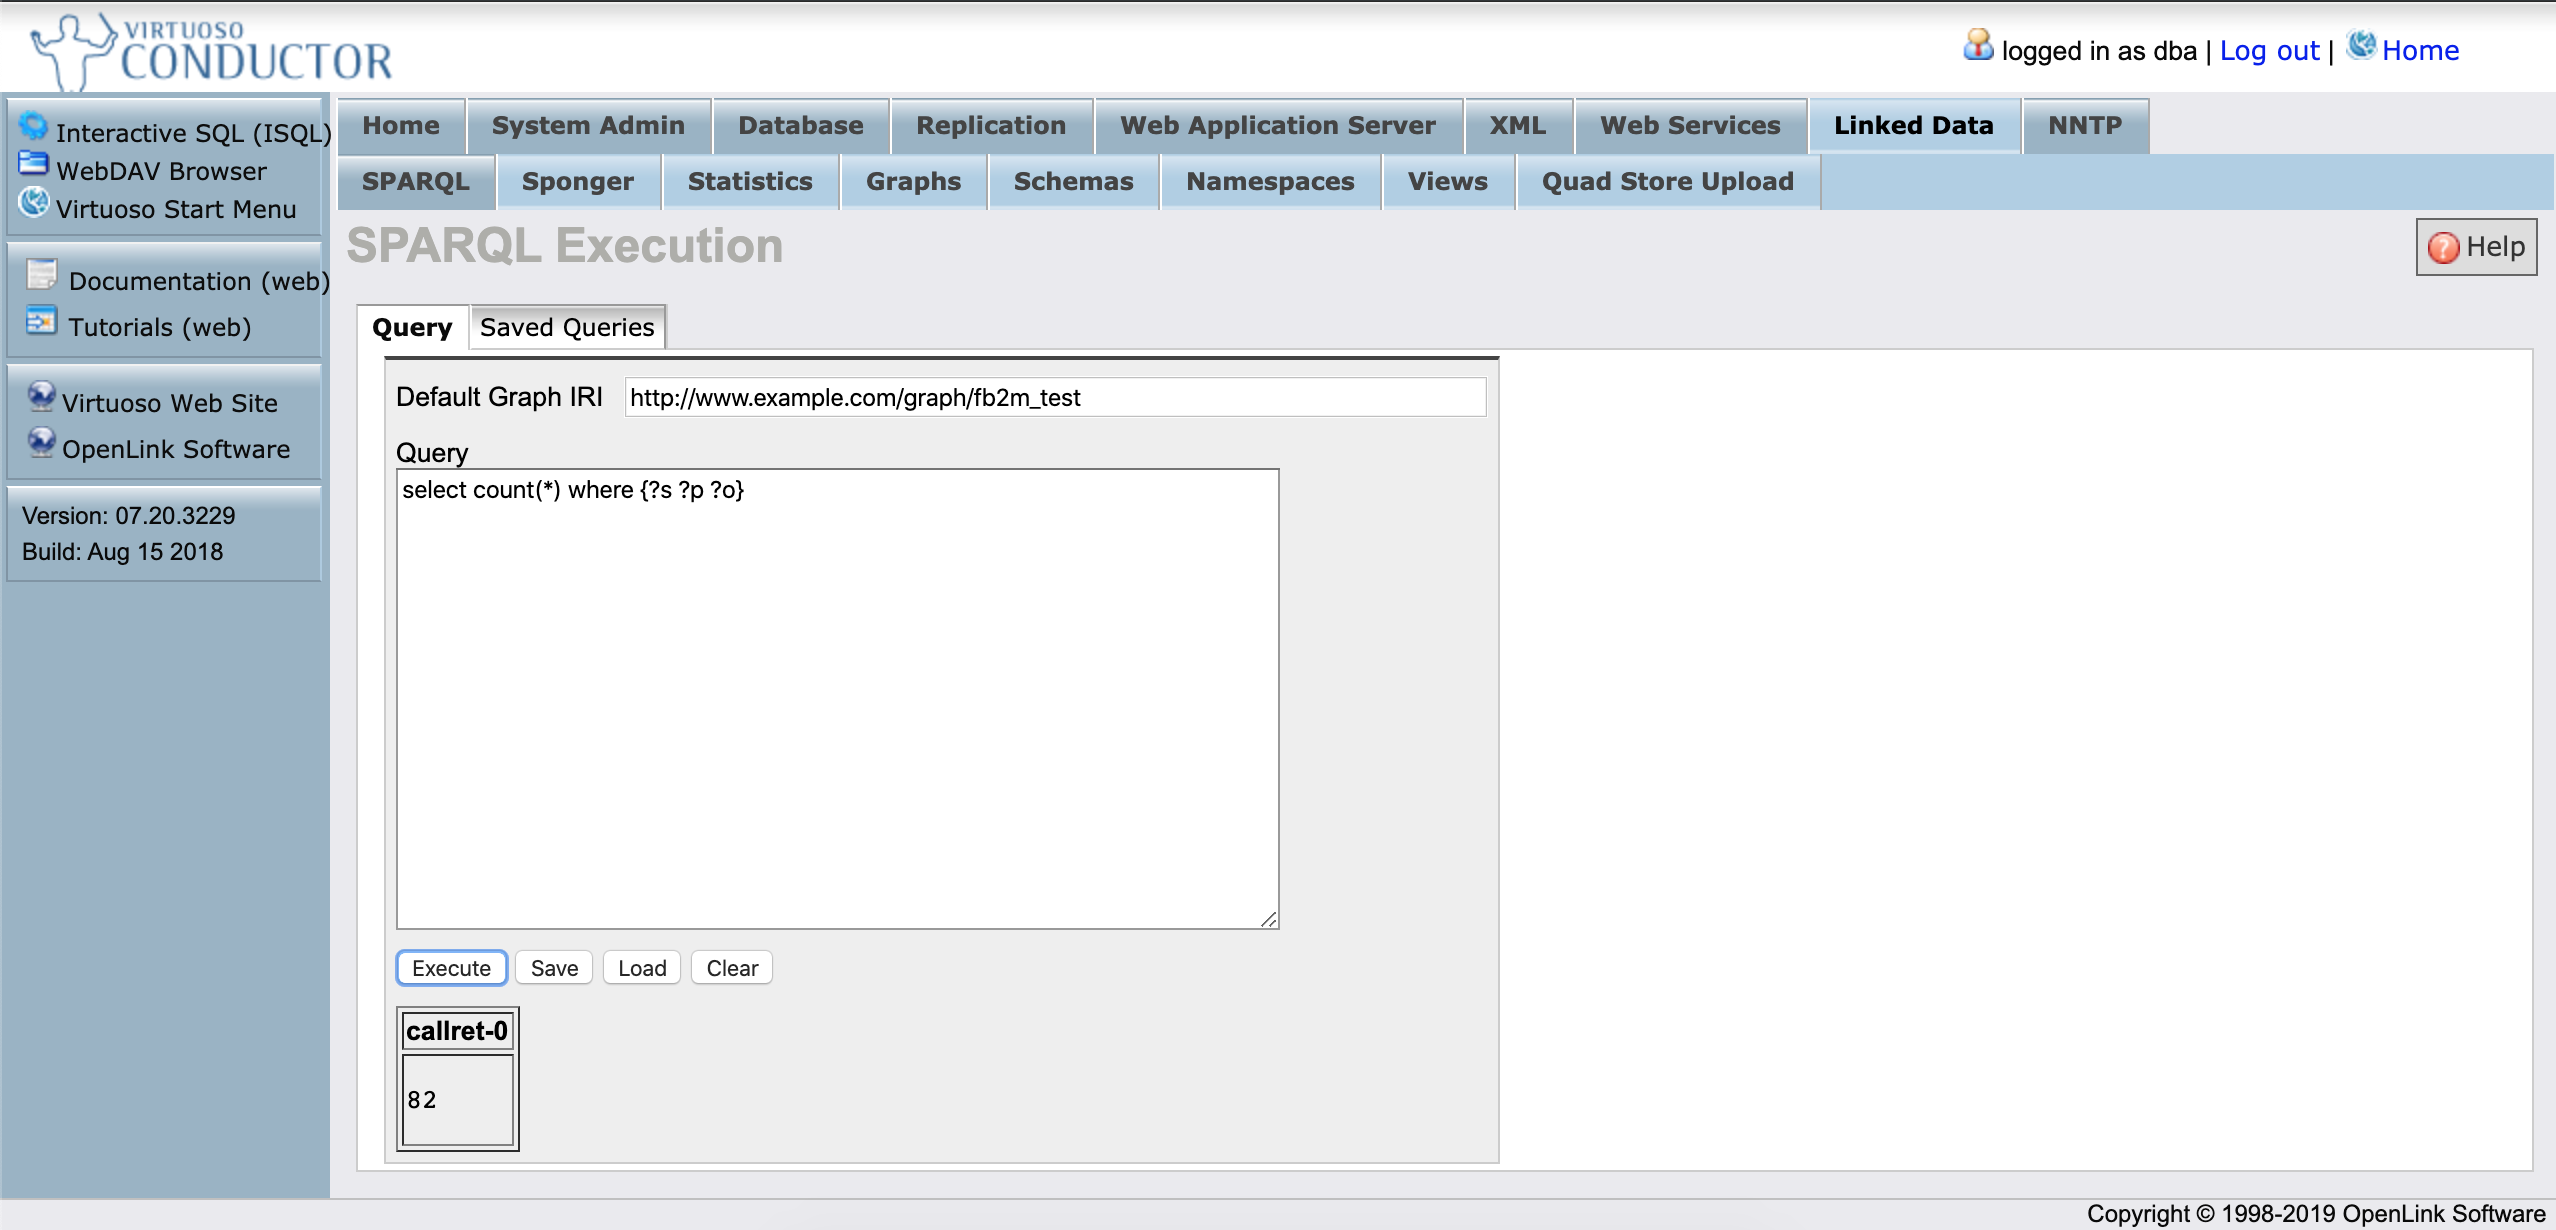 VIRTUOSO
CONDUCTOR
logged in as dba | Log out | Home
Interactive SQL (ISQL)
WebDAV Browser
Virtuoso Start Menu
Documentation (web)
Tutorials (web)
Virtuoso Web Site
OpenLink Software
Version: 07.20.3229
Build: Aug 15 2018
Home System Admin Database Replication Web Application Server XML Web Services Linked Data NNTP
SPARQL Sponger Statistics Graphs Schemas Namespaces Views Quad Store Upload
SPARQL Execution
Help
Query Saved Queries
Default Graph IRI http://www.example.com/graph/fb2m_test
Query
select count(*) where {?s ?p ?o}
Execute Save Load Clear
callret-0
82
Copyright © 1998-2019 OpenLink Software